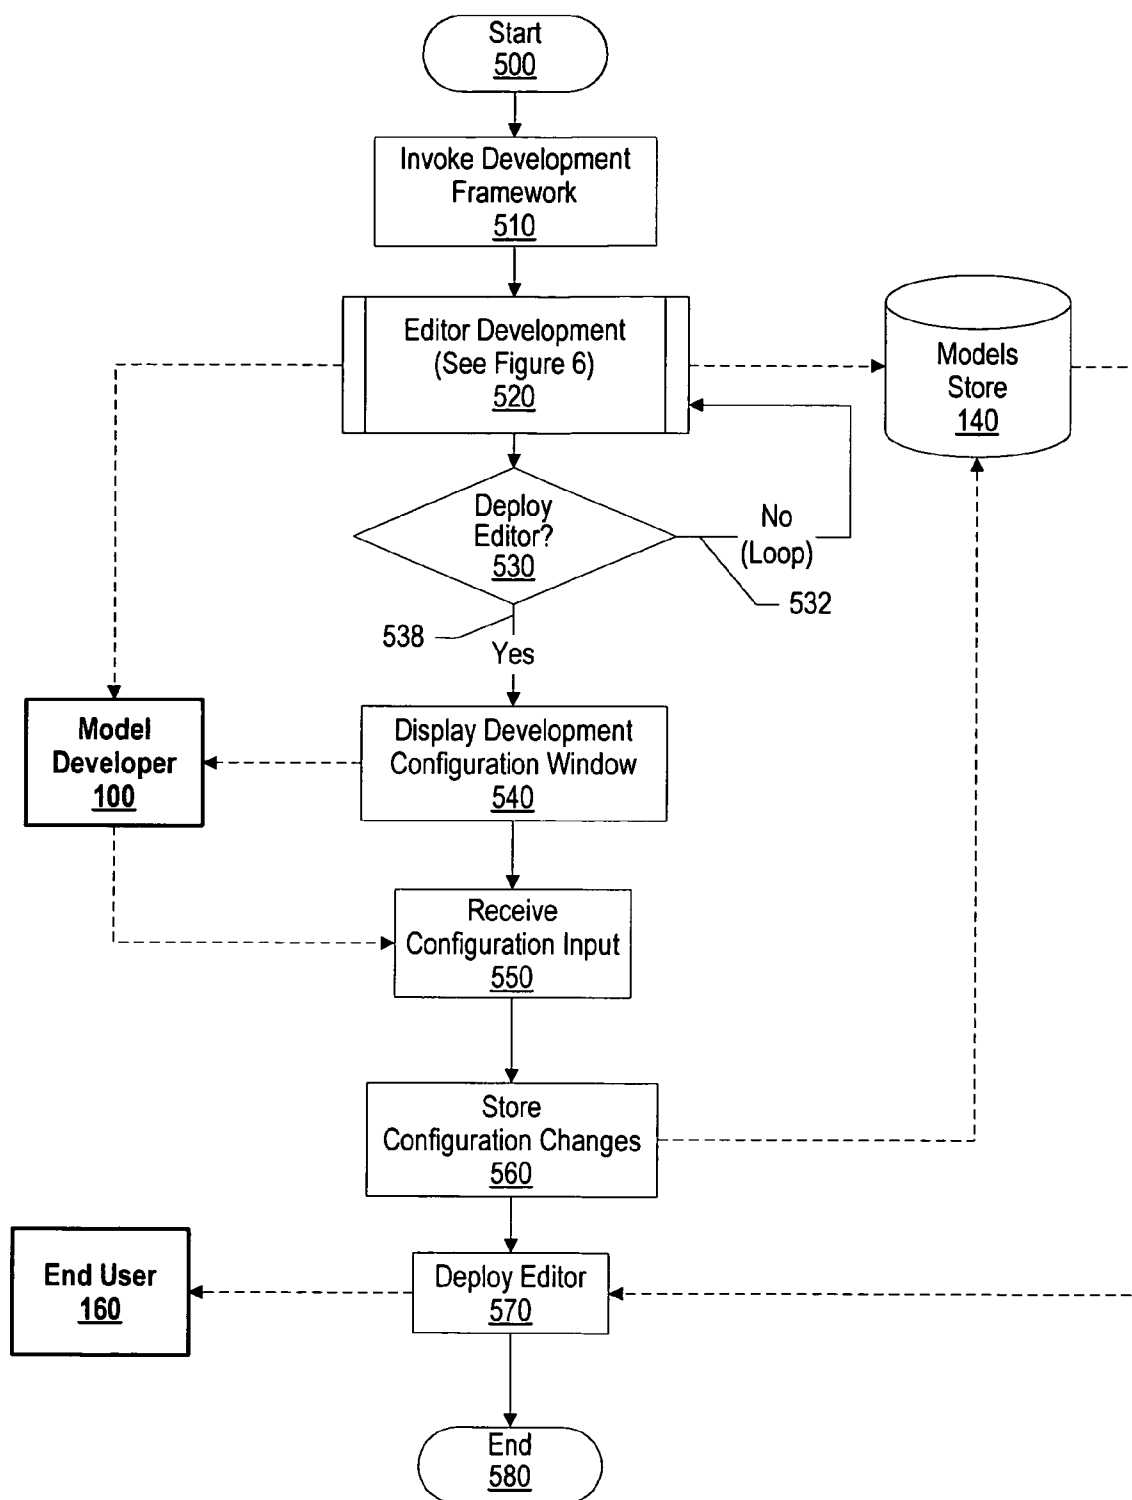 Start
500
Invoke Development
Framework
510
Editor Development
(See Figure 6)
520
Models
Store
140
Deploy
Editor?
530
No
(Loop)
532
538
Yes
Model
Developer
100
Display Development
Configuration Window
540
Receive
Configuration Input
550
Store
Configuration Changes
560
End User
160
Deploy Editor
570
End
580